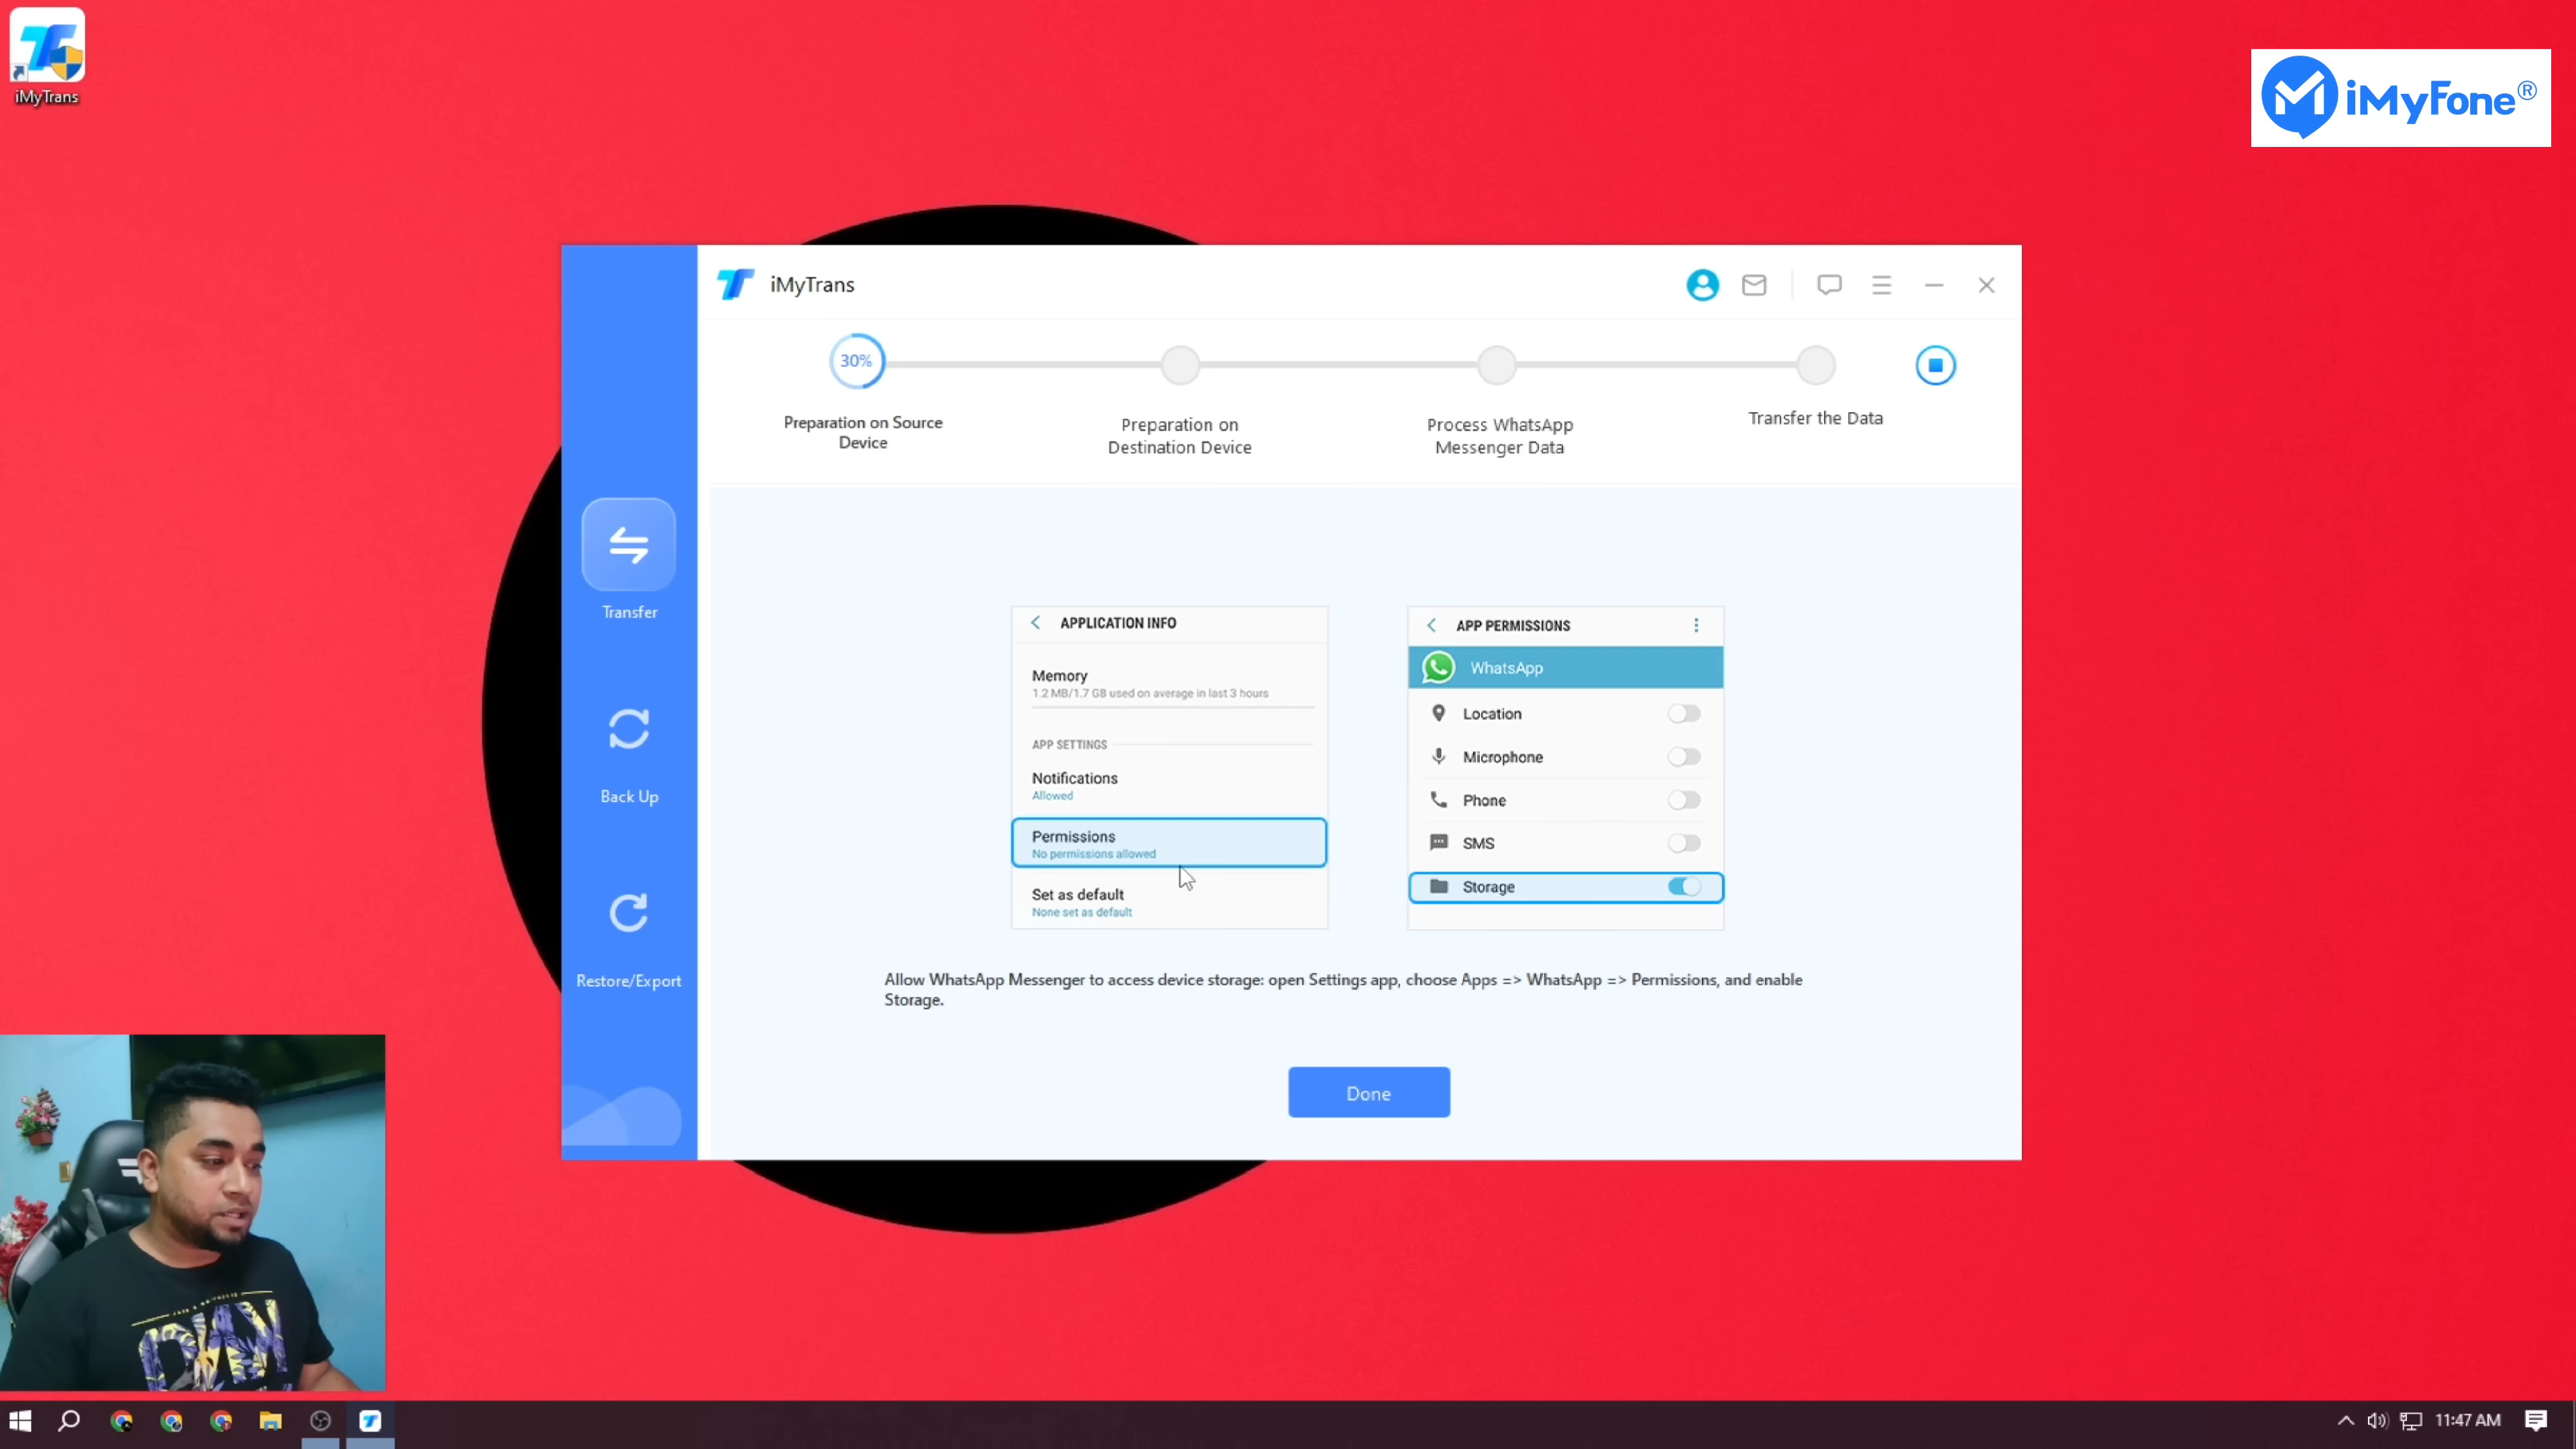 iMyTrans
iMyFone®
iMyTrans
30%
Preparation on Source
Device
Preparation on
Destination Device
Process WhatsApp
Messenger Data
Transfer the Data
Transfer
Back Up
Restore/Export
APPLICATION INFO
Memory
1.2 MB/1.7 GB used on average in last 3 hours
APP SETTINGS
Notifications
Allowed
Permissions
No permissions allowed
Set as default
None set as default
APP PERMISSIONS
WhatsApp
Location
Microphone
Phone
SMS
Storage
Allow WhatsApp Messenger to access device storage: open Settings app, choose Apps => WhatsApp => Permissions, and enable
Storage.
Done
11:47 AM